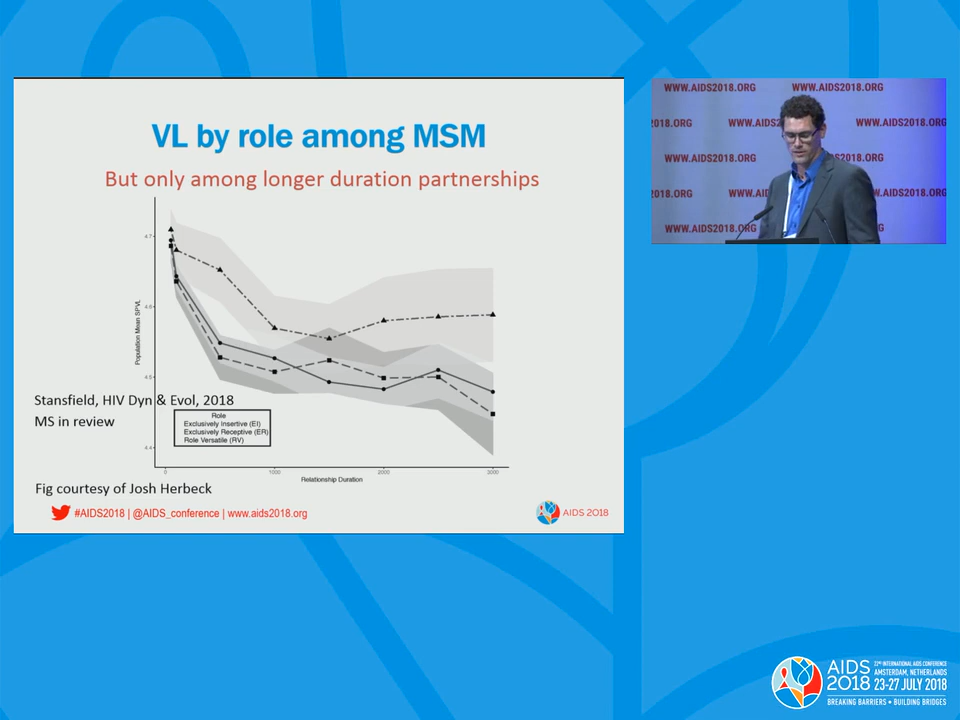 VL by role among MSM
But only among longer duration partnerships
Population Mean SPVL
4.7
4.6
4.5
4.4
0
1000
2000
3000
Relationship Duration
Stansfield, HIV Dyn & Evol, 2018
MS in review
Role
Exclusively Insertive (EI)
Exclusively Receptive (ER)
Role Versatile (RV)
Fig courtesy of Josh Herbeck
#AIDS2018 | @AIDS_conference | www.aids2018.org
AIDS 2018
WWW.AIDS2018.ORG WWW.AIDS2018.ORG
2018.ORG WWW.AIDS2 WWW.AIDS2018.ORG
WWW.AIDS2018.ORG S2018.ORG
2018.ORG WWW.AI W.AIDS2018.ORG
WWW.AIDS2018.ORG G
AIDS 2018
22ND INTERNATIONAL AIDS CONFERENCE
AMSTERDAM, NETHERLANDS
23-27 JULY 2018
BREAKING BARRIERS • BUILDING BRIDGES